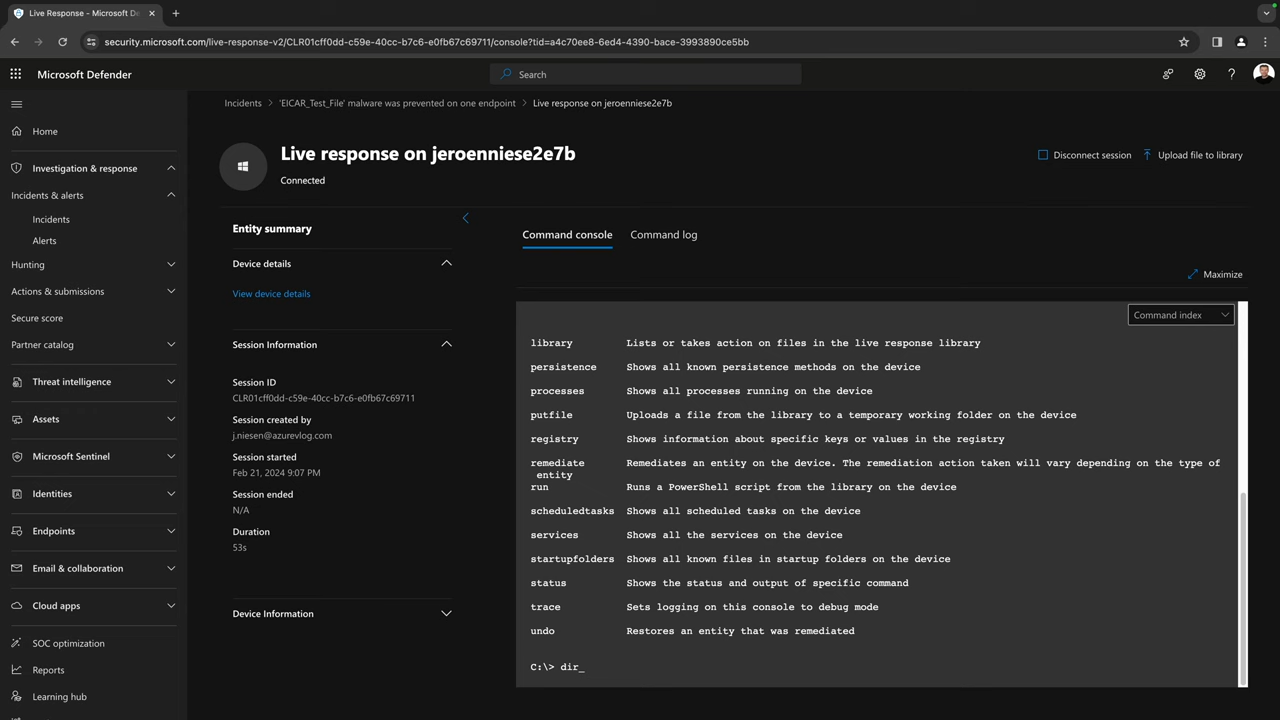 Live Response - Microsoft De
security.microsoft.com/live-response-v2/CLR01cff0dd-c59e-40cc-b7c6-e0fb67c69711/console?tid=a4c70ee8-6ed4-4390-bace-3993890ce5bb
Microsoft Defender
Search
Home
Investigation & response
Incidents & alerts
Incidents
Alerts
Hunting
Actions & submissions
Secure score
Partner catalog
Threat intelligence
Assets
Microsoft Sentinel
Identities
Endpoints
Email & collaboration
Cloud apps
SOC optimization
Reports
Learning hub
Incidents > 'EICAR_Test_File' malware was prevented on one endpoint > Live response on jeroenniese2e7b
Live response on jeroenniese2e7b
Connected
Disconnect session
Upload file to library
Entity summary
Device details
View device details
Session Information
Session ID
CLR01cff0dd-c59e-40cc-b7c6-e0fb67c69711
Session created by
j.niesen@azurevlog.com
Session started
Feb 21, 2024 9:07 PM
Session ended
N/A
Duration
53s
Device Information
Command console
Command log
Maximize
Command index
library Lists or takes action on files in the live response library
persistence Shows all known persistence methods on the device
processes Shows all processes running on the device
putfile Uploads a file from the library to a temporary working folder on the device
registry Shows information about specific keys or values in the registry
remediate Remediates an entity on the device. The remediation action taken will vary depending on the type of
entity
run Runs a PowerShell script from the library on the device
scheduledtasks Shows all scheduled tasks on the device
services Shows all the services on the device
startupfolders Shows all known files in startup folders on the device
status Shows the status and output of specific command
trace Sets logging on this console to debug mode
undo Restores an entity that was remediated
C:\> dir_